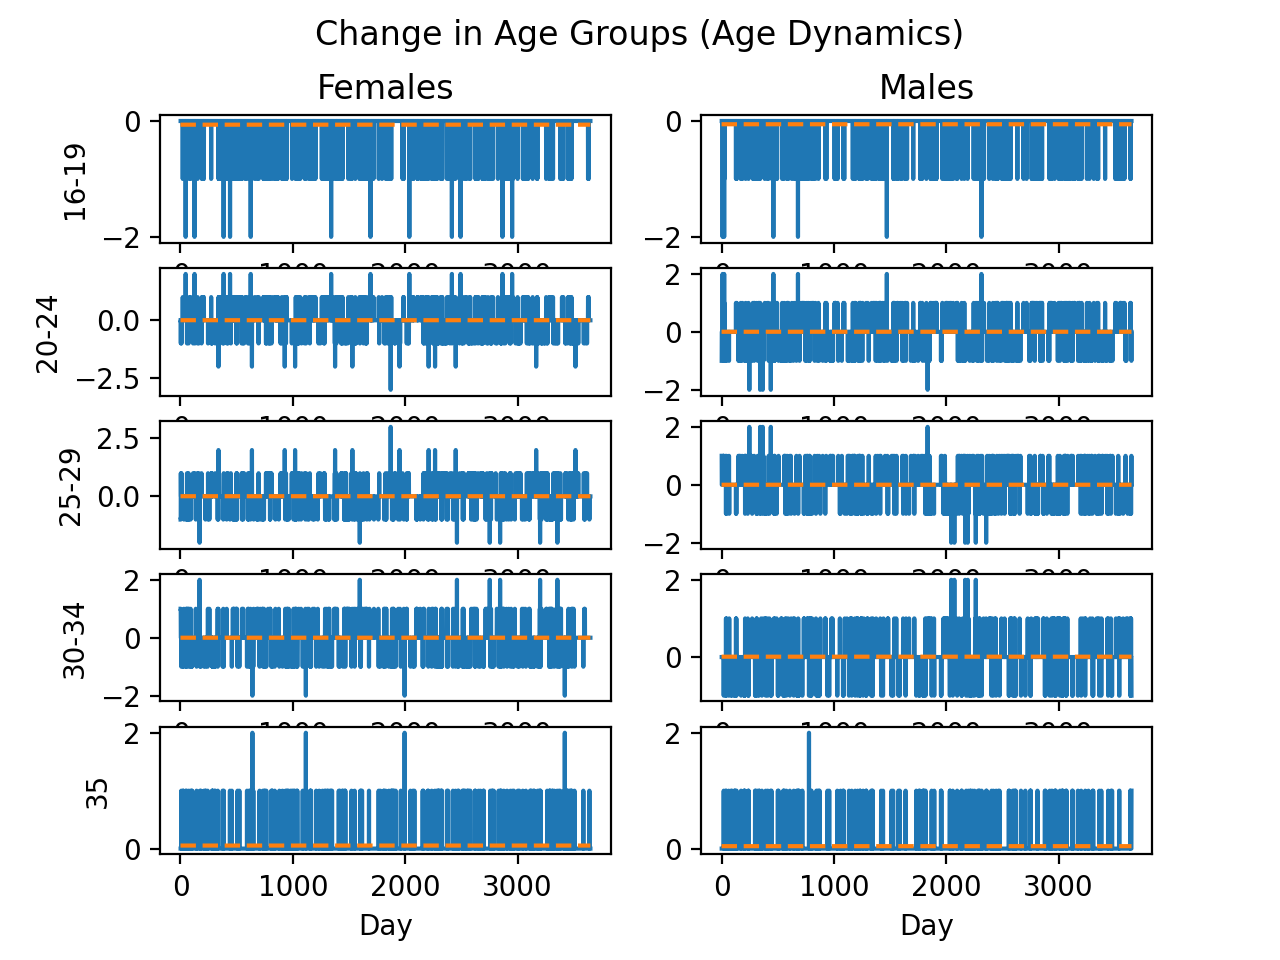 Change in Age Groups (Age Dynamics)
Females Males
16-19 0 −2 0 −2
20-24 0.0 −2.5 2 0 −2
25-29 2.5 0.0 2 0 −2
30-34 2 0 −2 2 0
35 2 0 2 0
0 1000 2000 3000 0 1000 2000 3000
Day Day